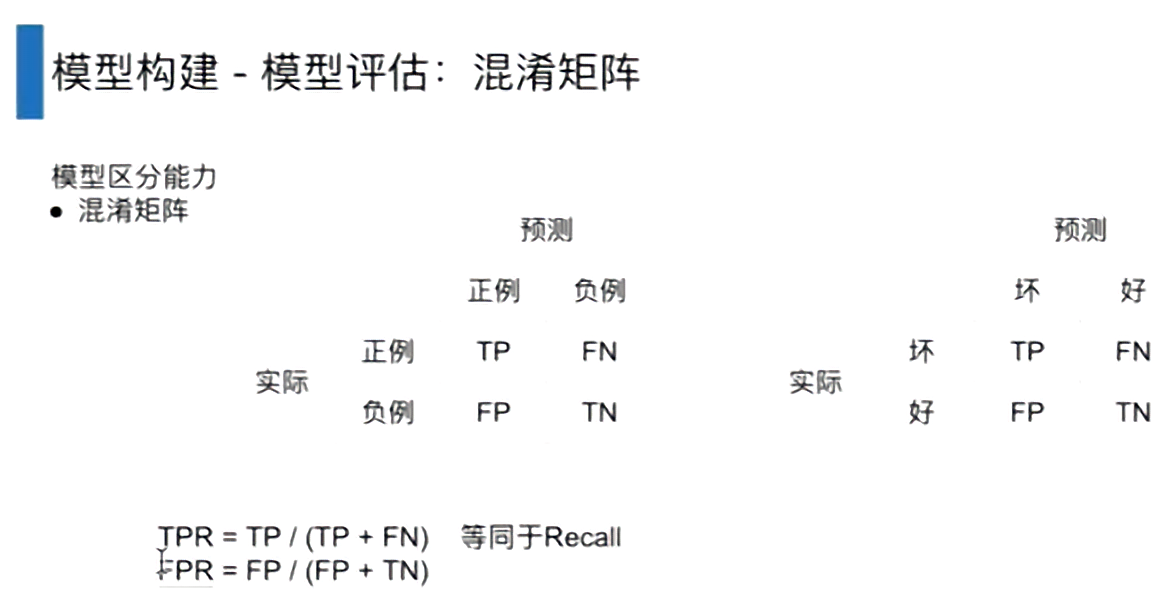 模型构建 - 模型评估：混淆矩阵
模型区分能力
● 混淆矩阵
预测 预测
正例 负例 坏 好
正例 TP FN 坏 TP FN
实际 实际
负例 FP TN 好 FP TN
TPR = TP / (TP + FN) 等同于Recall
FPR = FP / (FP + TN)